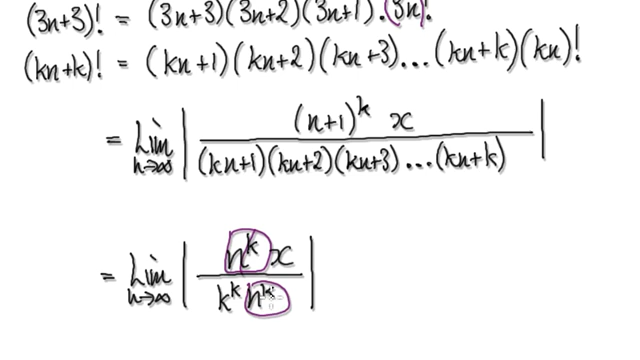 (3n+3)! = (3n+3)(3n+2)(3n+1).(3n)!
(kn+k)! = (kn+1)(kn+2)(kn+3)...(kn+k)(kn)!
= lim n→∞ | (n+1)^k x / (kn+1)(kn+2)(kn+3)...(kn+k) |
= lim n→∞ | n^k x / k^k n^k |